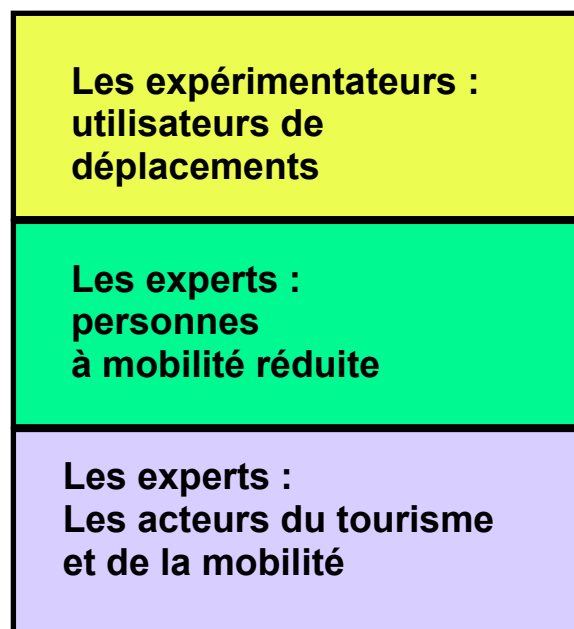 Les expérimentateurs :
utilisateurs de
déplacements
Les experts :
personnes
à mobilité réduite
Les experts :
Les acteurs du tourisme
et de la mobilité